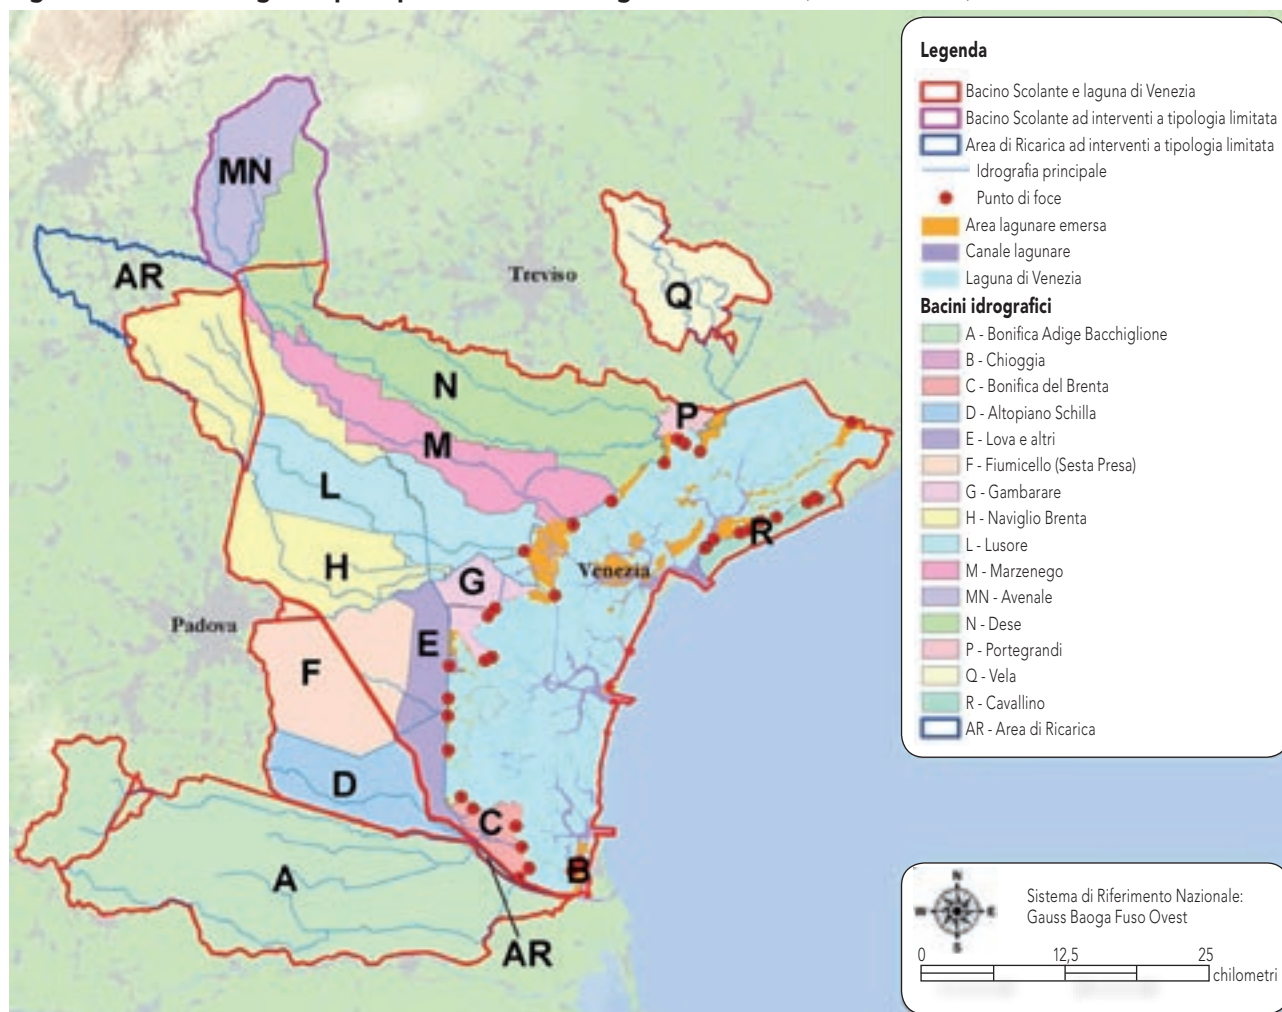 MN
AR
Treviso
Q
N
P
M
L
R
Venezia
H
G
Padova
E
F
D
C
B
A
AR
Legenda
Bacino Scolante e laguna di Venezia
Bacino Scolante ad interventi a tipologia limitata
Area di Ricarica ad interventi a tipologia limitata
Idrografia principale
Punto di foce
Area lagunare emersa
Canale lagunare
Laguna di Venezia
Bacini idrografici
A - Bonifica Adige Bacchiglione
B - Chioggia
C - Bonifica del Brenta
D - Altopiano Schilla
E - Lova e altri
F - Fiumicello (Sesta Presa)
G - Gambarare
H - Naviglio Brenta
L - Lusore
M - Marzenego
MN - Avenale
N - Dese
P - Portegrandi
Q - Vela
R - Cavallino
AR - Area di Ricarica
N
W E
S
Sistema di Riferimento Nazionale:
Gauss Baoga Fuso Ovest
0 12,5 25
chilometri